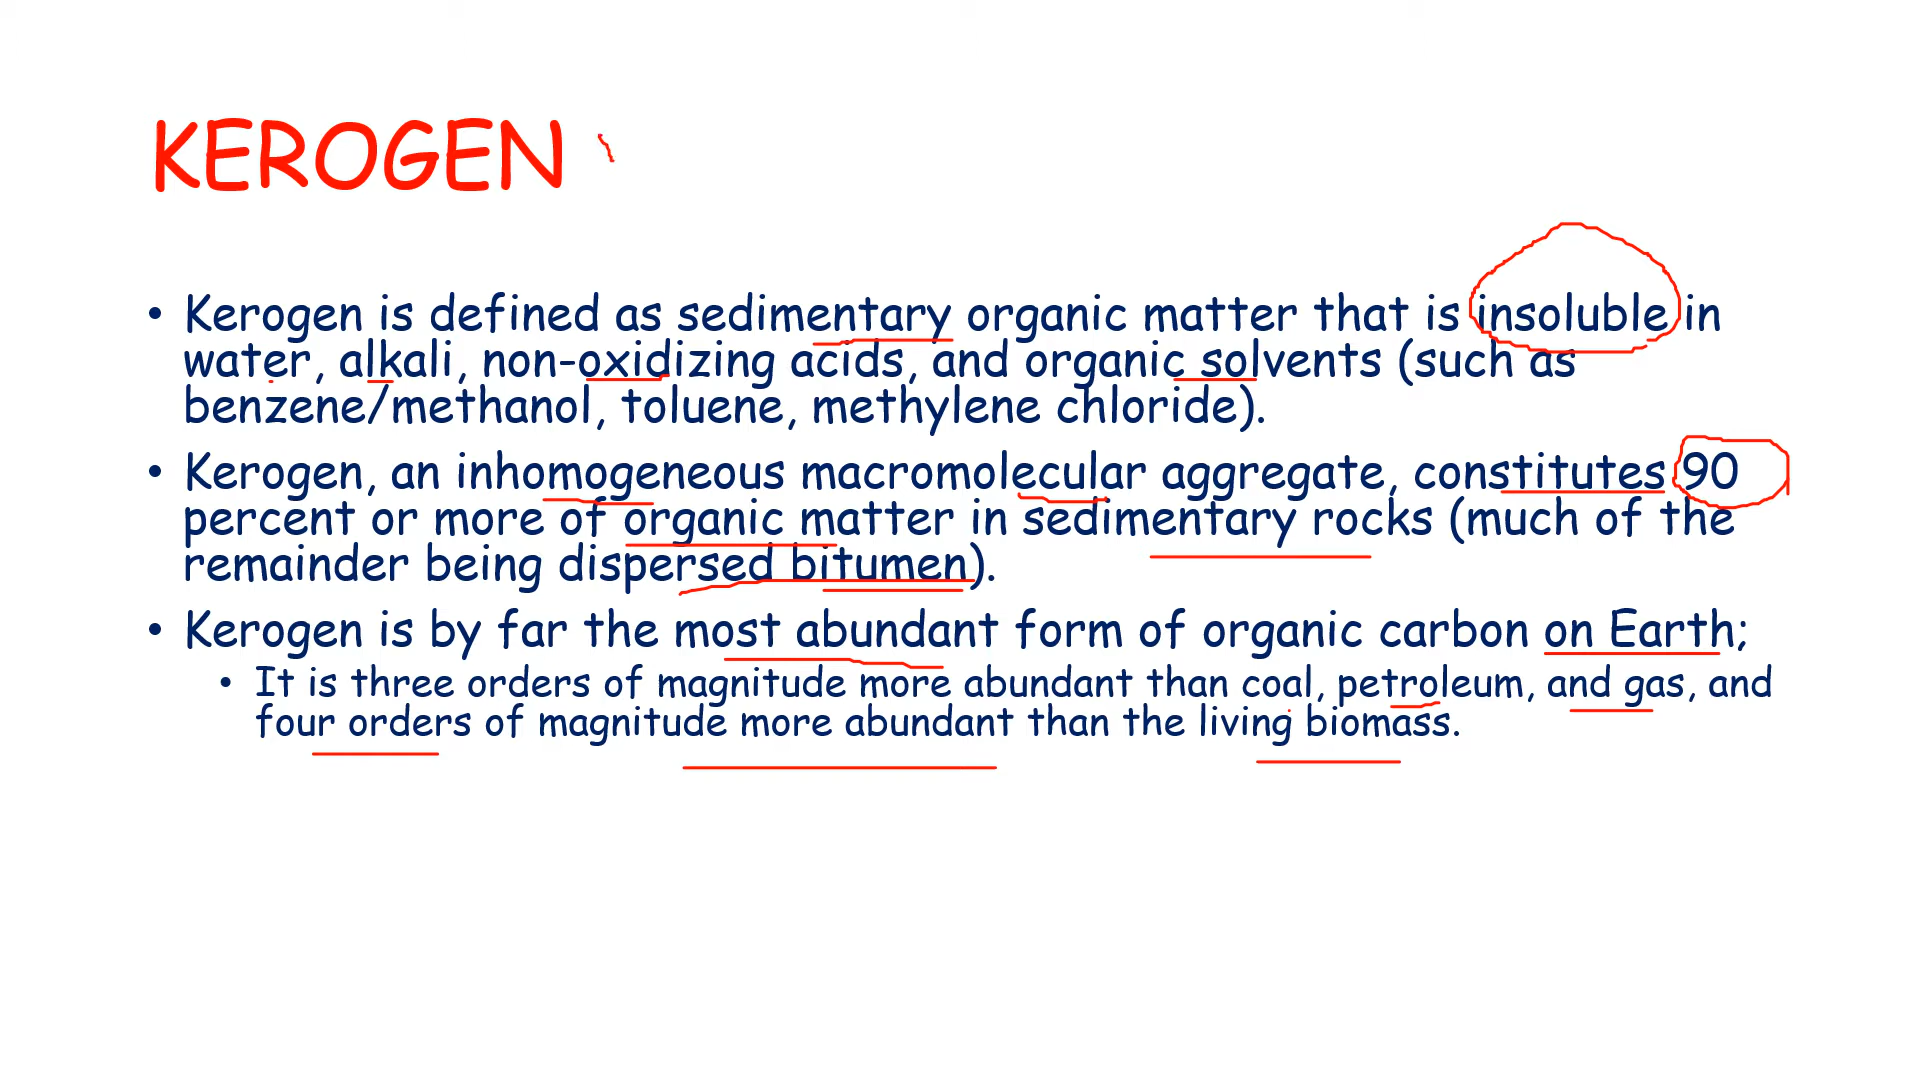 KEROGEN
• Kerogen is defined as sedimentary organic matter that is insoluble in
water, alkali, non-oxidizing acids, and organic solvents (such as
benzene/methanol, toluene, methylene chloride).
• Kerogen, an inhomogeneous macromolecular aggregate, constitutes 90
percent or more of organic matter in sedimentary rocks (much of the
remainder being dispersed bitumen).
• Kerogen is by far the most abundant form of organic carbon on Earth;
• It is three orders of magnitude more abundant than coal, petroleum, and gas, and
four orders of magnitude more abundant than the living biomass.